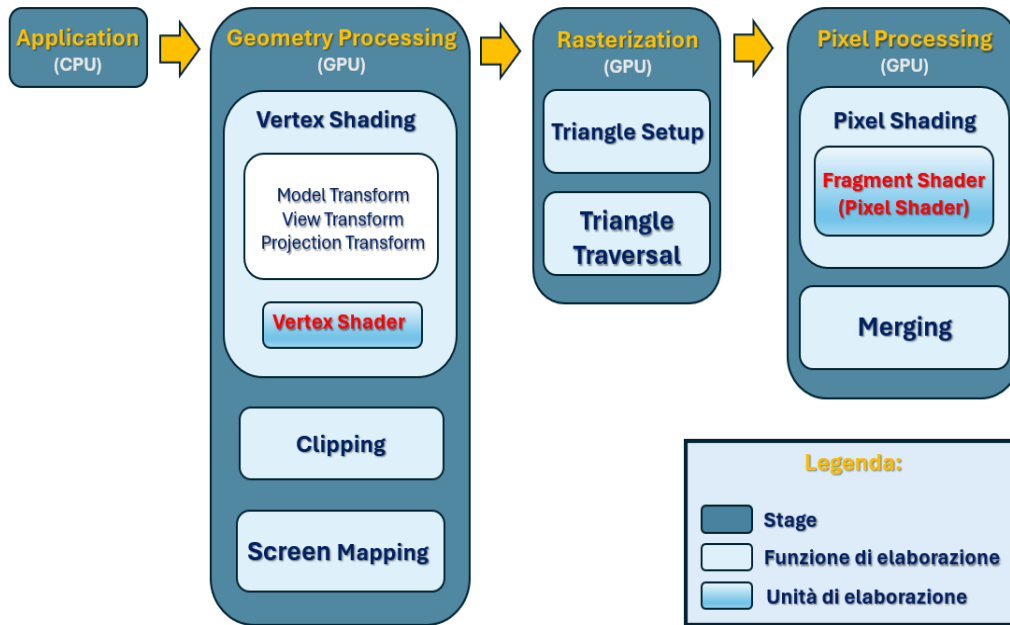 Application
(CPU)
Geometry Processing
(GPU)
Vertex Shading
Model Transform
View Transform
Projection Transform
Vertex Shader
Clipping
Screen Mapping
Rasterization
(GPU)
Triangle Setup
Triangle
Traversal
Pixel Processing
(GPU)
Pixel Shading
Fragment Shader
(Pixel Shader)
Merging
Legenda:
Stage
Funzione di elaborazione
Unità di elaborazione